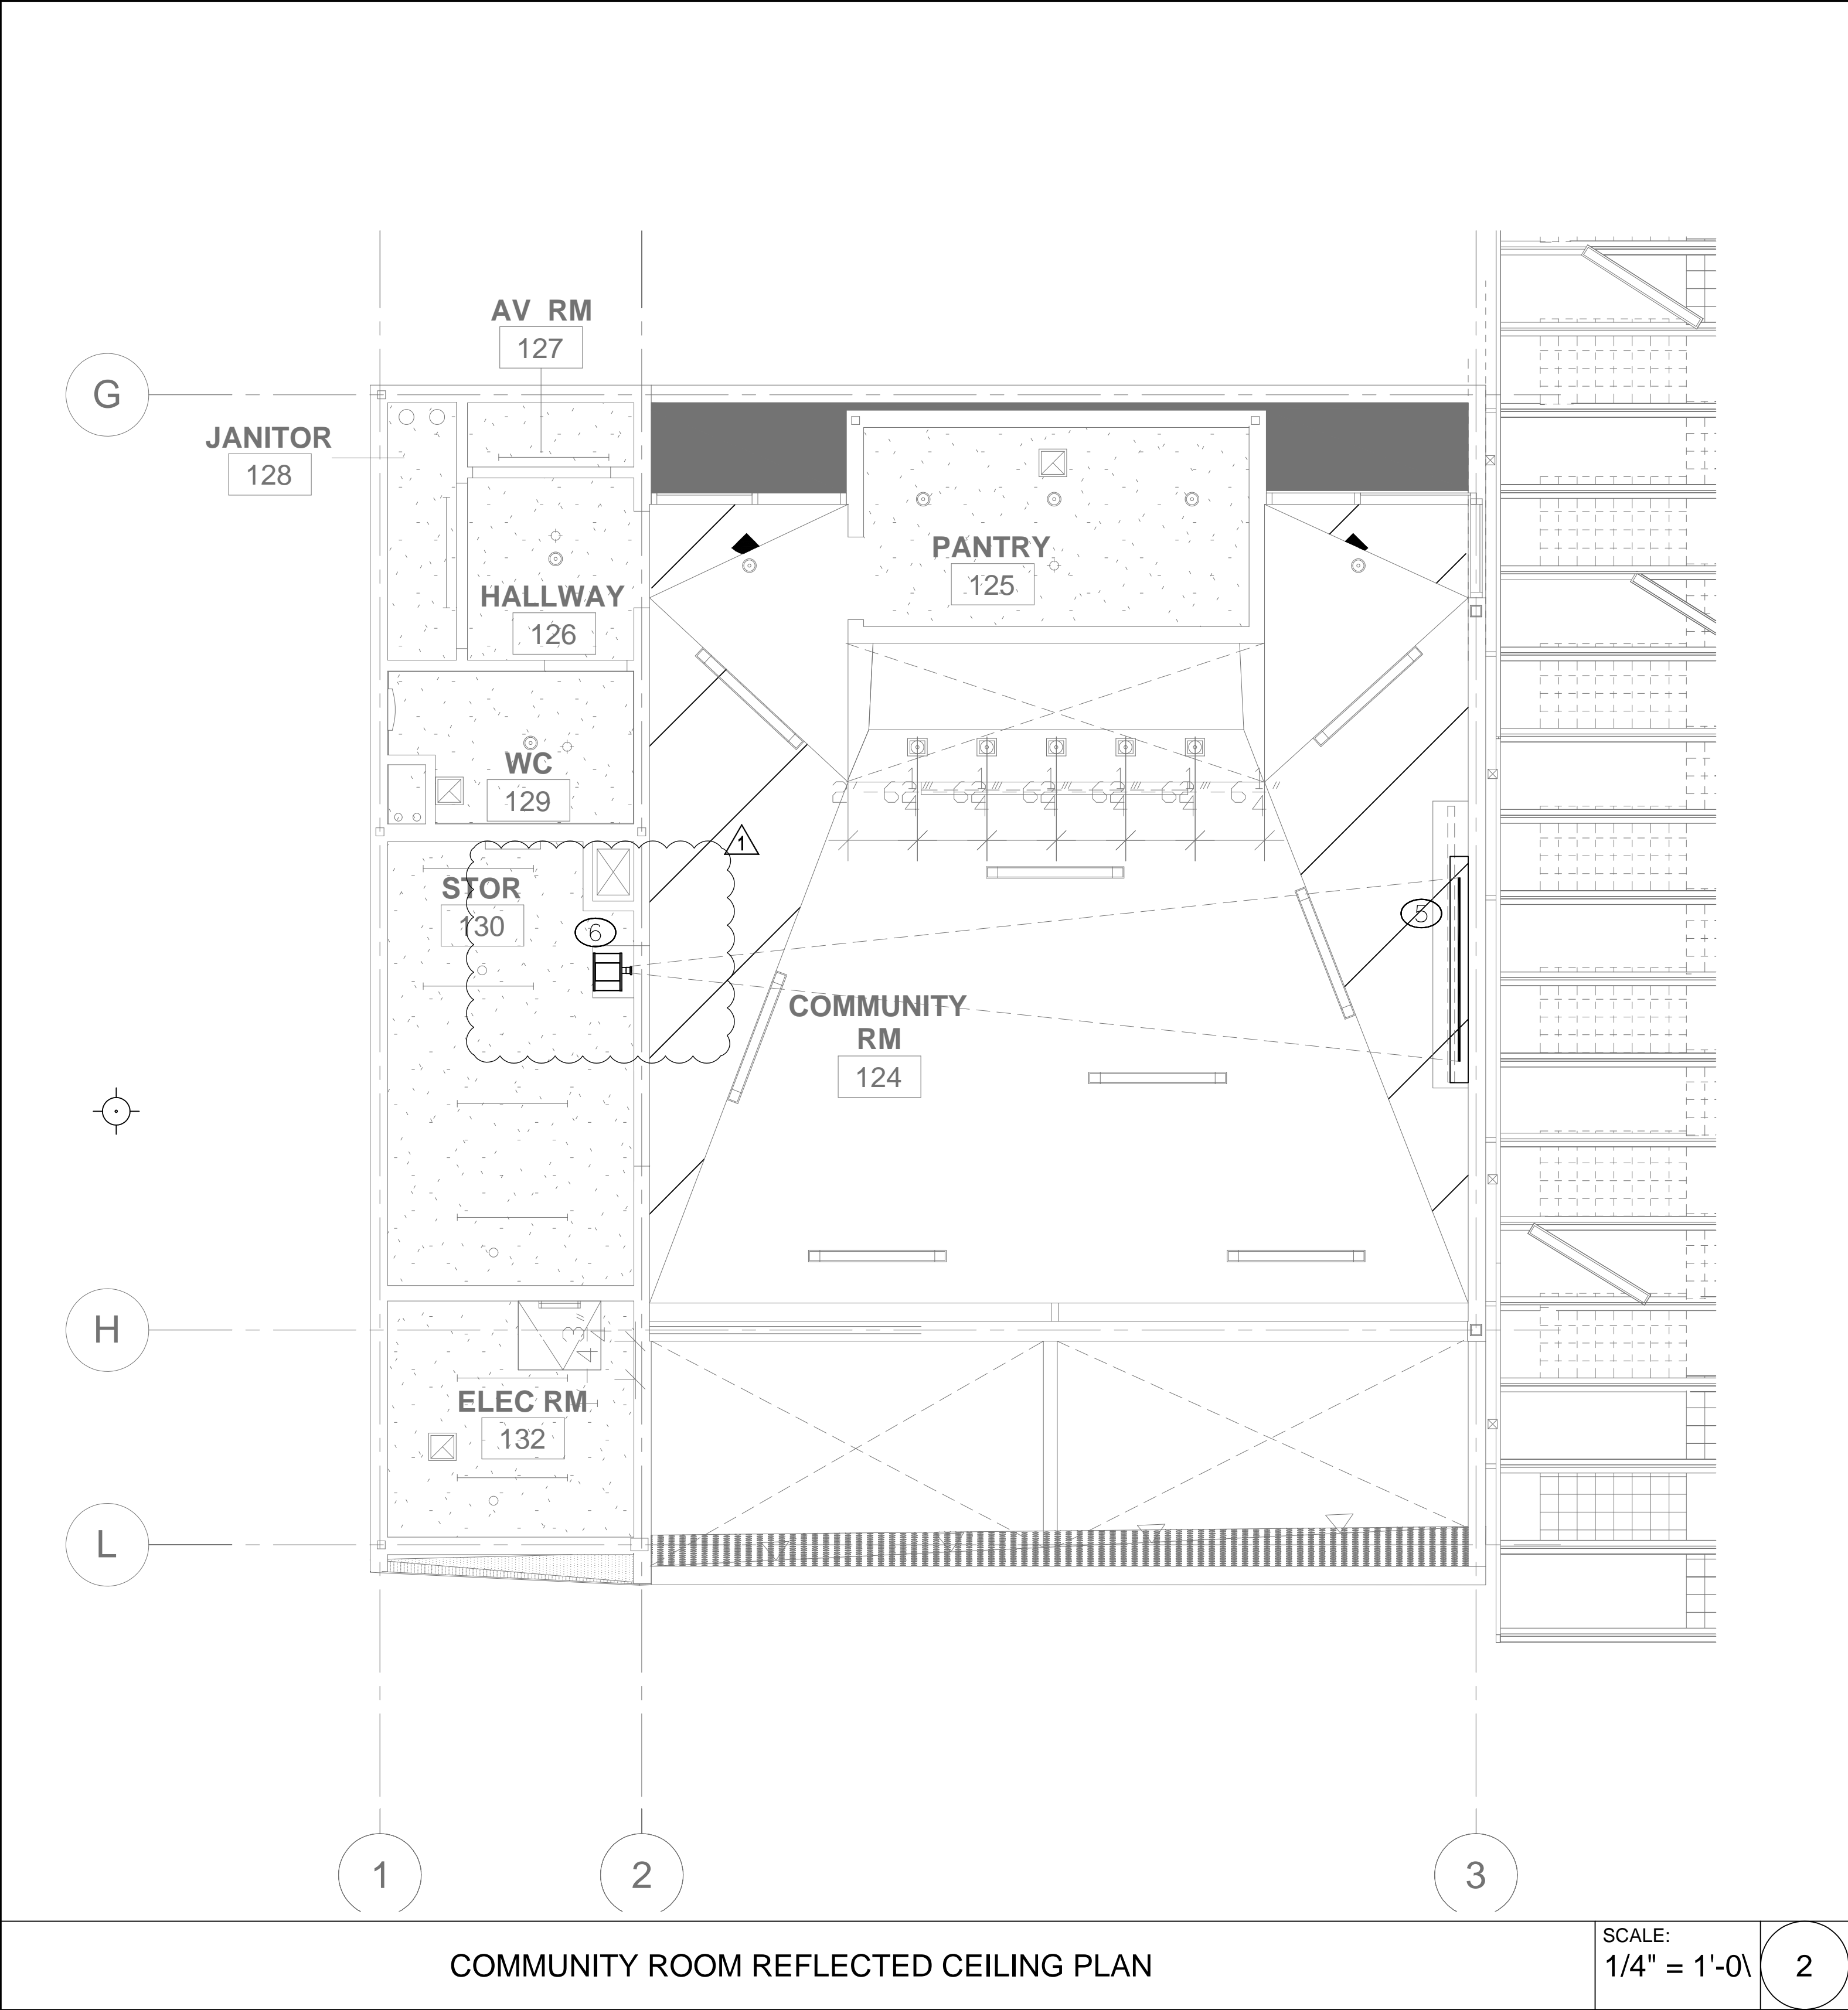 AV RM
127
G
JANITOR
128
PANTRY
125
HALLWAY
126
WC
129
1
STOR
130
6
5
COMMUNITY
RM
124
H
ELEC RM
132
L
1
2
3
COMMUNITY ROOM REFLECTED CEILING PLAN
SCALE:
1/4" = 1'-0\
2